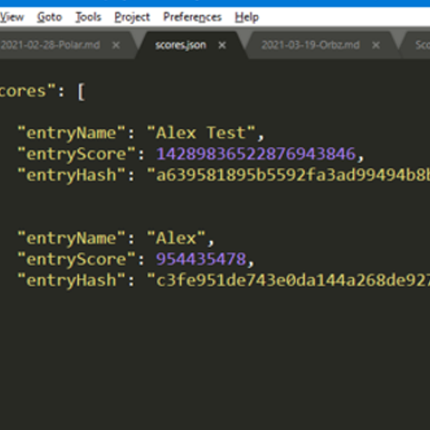 View Goto Tools Project Preferences Help
2021-02-28-Polar.md × scores.json × 2021-03-19-Orbz.md × Sco
cores": [
"entryName": "Alex Test",
"entryScore": 14289836522876943846,
"entryHash": "a639581895b5592fa3ad99494b8b
"entryName": "Alex",
"entryScore": 954435478,
"entryHash": "c3fe951de743e0da144a268de927